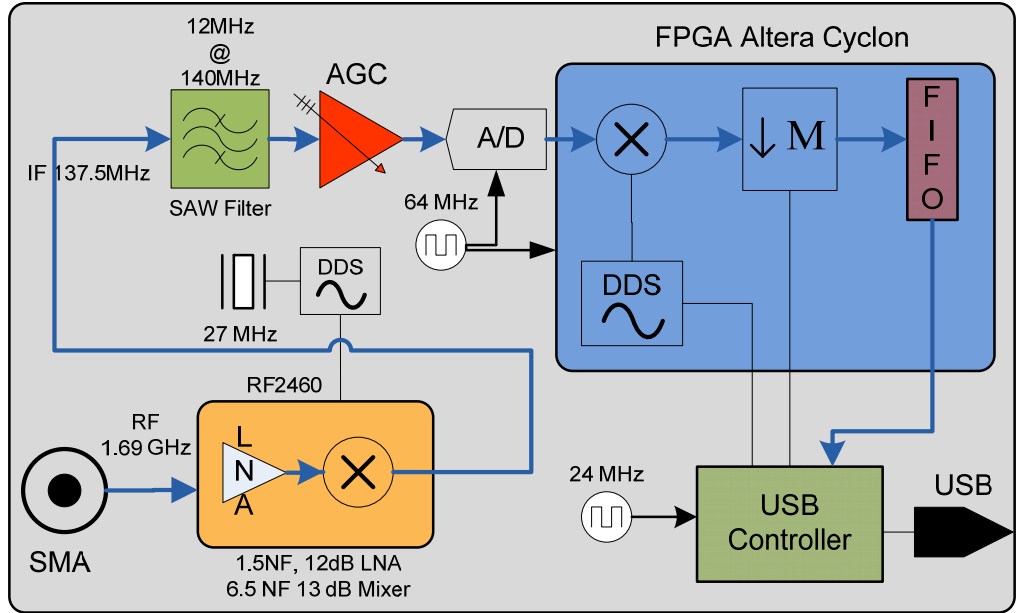 12MHz
@
140MHz
AGC
FPGA Altera Cyclon
A/D
↓ M
F
I
F
O
IF 137.5MHz
SAW Filter
64 MHz
DDS
DDS
27 MHz
RF2460
RF
1.69 GHz
L
N
A
24 MHz
USB
Controller
USB
SMA
1.5NF, 12dB LNA
6.5 NF 13 dB Mixer